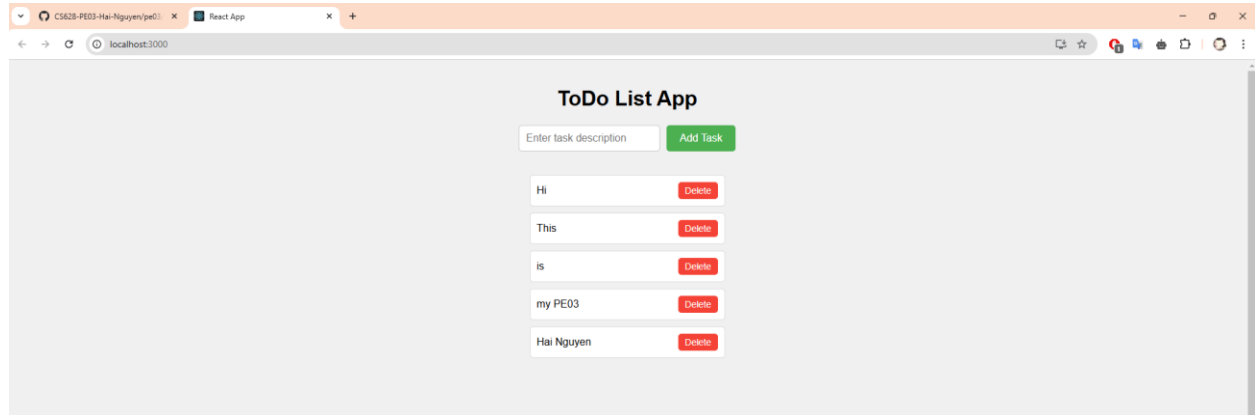 CS628-PE03-Hai-Nguyen/pe03
React App
localhost:3000
ToDo List App
Enter task description
Add Task
Hi
Delete
This
Delete
is
Delete
my PE03
Delete
Hai Nguyen
Delete